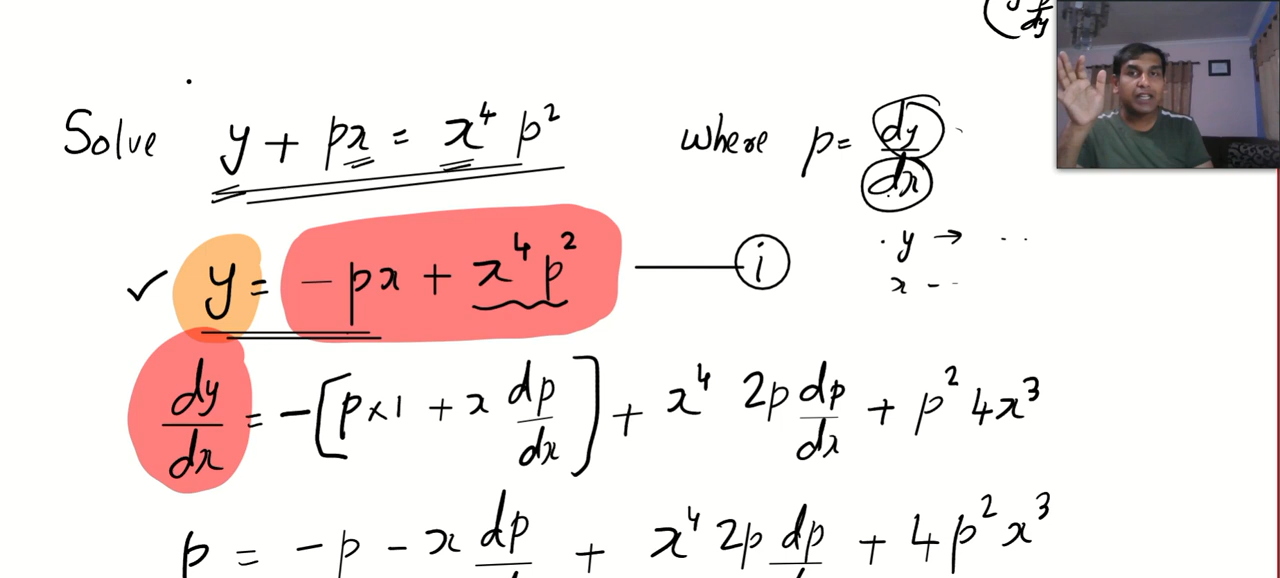 dy
Solve y + px = x⁴ p² where p = dy/dx
. y → . .
x - - -
✓ y = -px + x⁴p² —— (i)
dy/dx = -[p×1 + x dp/dx] + x⁴ 2p dp/dx + p² 4x³
p = -p - x dp + x⁴ 2p dp + 4p²x³